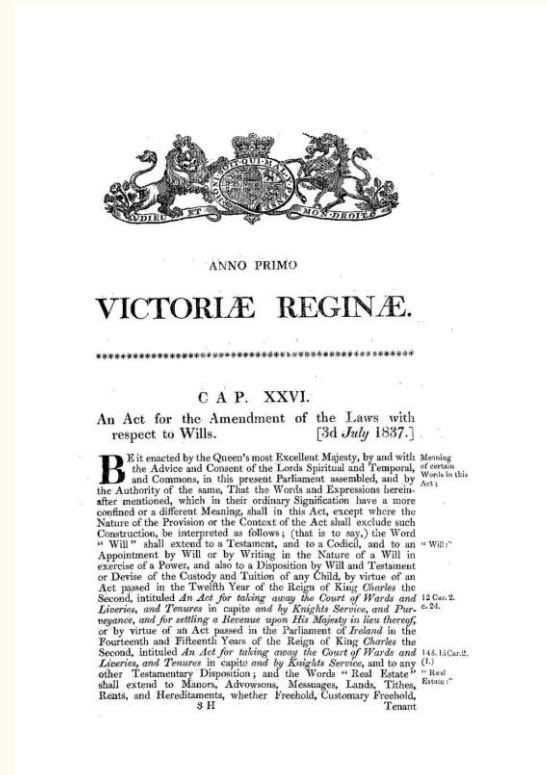 DIEU ET MON DROIT
ANNO PRIMO
VICTORIÆ REGINÆ.
CAP. XXVI.
An Act for the Amendment of the Laws with
respect to Wills. [3d July 1837.]
BE it enacted by the Queen's most Excellent Majesty, by and with
the Advice and Consent of the Lords Spiritual and Temporal,
and Commons, in this present Parliament assembled, and by
the Authority of the same, That the Words and Expressions herein-
after mentioned, which in their ordinary Signification have a more
confined or a different Meaning, shall in this Act, except where the
Nature of the Provision or the Context of the Act shall exclude such
Construction, be interpreted as follows; (that is to say,) the Word
"Will" shall extend to a Testament, and to a Codicil, and to an
Appointment by Will or by Writing in the Nature of a Will in
exercise of a Power, and also to a Disposition by Will and Testament
or Devise of the Custody and Tuition of any Child, by virtue of an
Act passed in the Twelfth Year of the Reign of King Charles the
Second, intituled An Act for taking away the Court of Wards and
Liveries, and Tenures in capite and by Knights Service, and Pur-
veyance, and for settling a Revenue upon His Majesty in lieu thereof,
or by virtue of an Act passed in the Parliament of Ireland in the
Fourteenth and Fifteenth Years of the Reign of King Charles the
Second, intituled An Act for taking away the Court of Wards and
Liveries, and Tenures in capite and by Knights Service, and to any
other Testamentary Disposition; and the Words "Real Estate"
shall extend to Manors, Advowsons, Messuages, Lands, Tithes,
Rents, and Hereditaments, whether Freehold, Customary Freehold,
3 H Tenant
Meaning
of certain
Words in this
Act;
"Will:"
12 Car. 2.
c. 24.
14&15 Car. 2.
(I.)
"Real
Estate:"